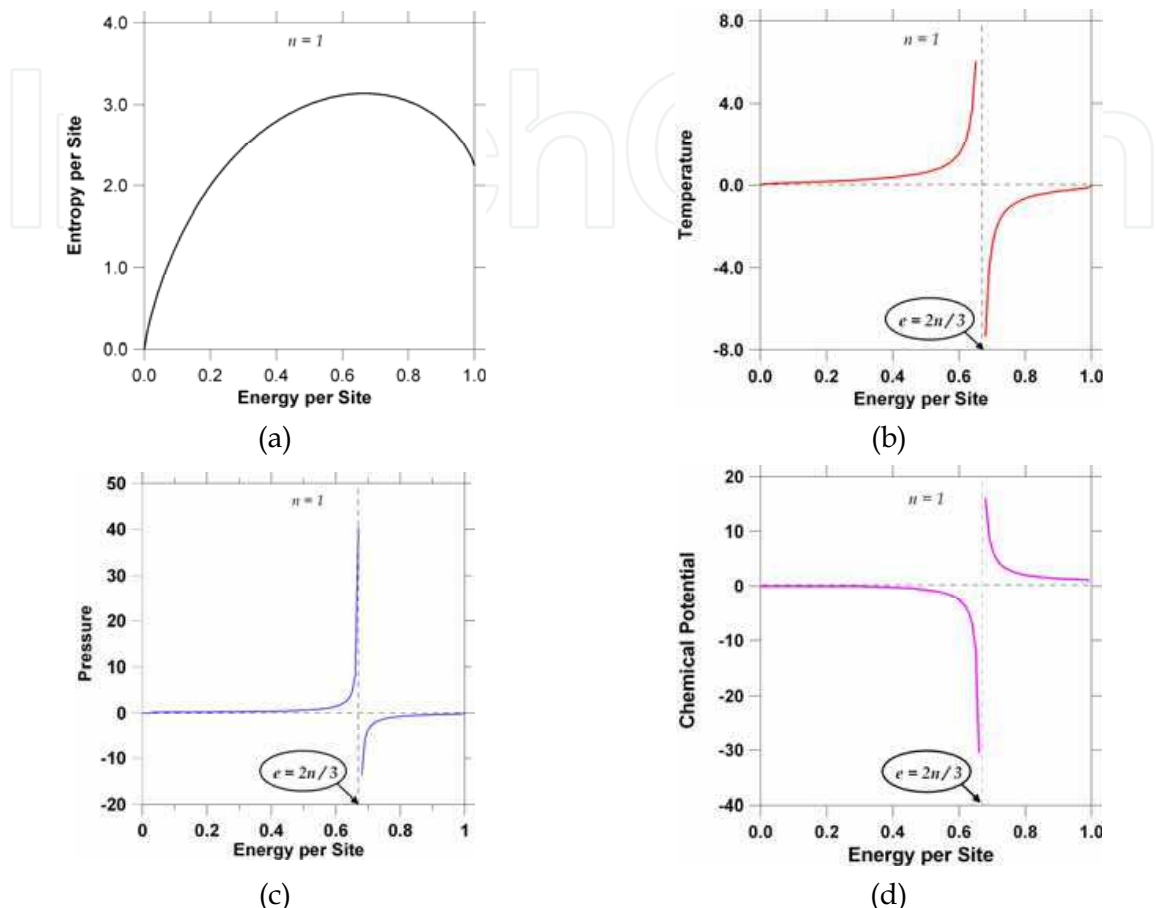 4.0
n = 1
3.0
2.0
1.0
0.0
0.0 0.2 0.4 0.6 0.8 1.0
Entropy per Site
Energy per Site
(a)
8.0
n = 1
4.0
0.0
-4.0
-8.0
e = 2n/3
0.0 0.2 0.4 0.6 0.8 1.0
Temperature
Energy per Site
(b)
50
n = 1
40
30
20
10
0
-10
-20
e = 2n/3
0 0.2 0.4 0.6 0.8 1
Pressure
Energy per Site
(c)
20
n = 1
10
0
-10
-20
-30
-40
e = 2n/3
0.0 0.2 0.4 0.6 0.8 1.0
Chemical Potential
Energy per Site
(d)